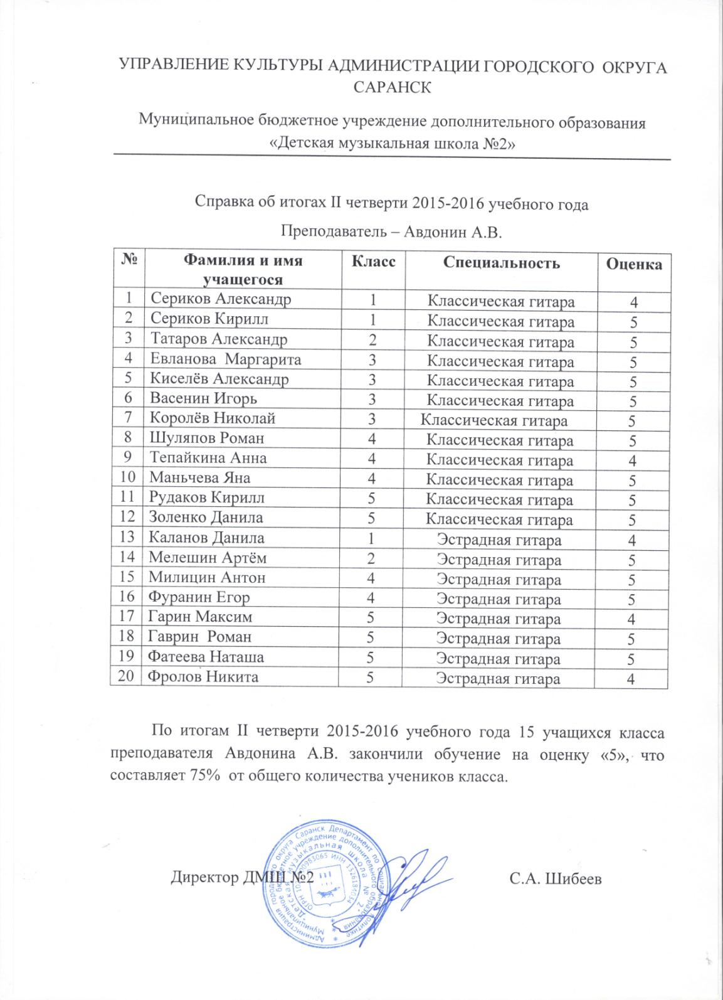 УПРАВЛЕНИЕ КУЛЬТУРЫ АДМИНИСТРАЦИИ ГОРОДСКОГО ОКРУГА
САРАНСК
Муниципальное бюджетное учреждение дополнительного образования
«Детская музыкальная школа №2»
Справка об итогах II четверти 2015-2016 учебного года
Преподаватель – Авдонин А.В.
№ Фамилия и имя учащегося Класс Специальность Оценка
1 Сериков Александр 1 Классическая гитара 4
2 Сериков Кирилл 1 Классическая гитара 5
3 Татаров Александр 2 Классическая гитара 5
4 Евланова Маргарита 3 Классическая гитара 5
5 Киселёв Александр 3 Классическая гитара 5
6 Васенин Игорь 3 Классическая гитара 5
7 Королёв Николай 3 Классическая гитара 5
8 Шуляпов Роман 4 Классическая гитара 5
9 Тепайкина Анна 4 Классическая гитара 4
10 Маньчева Яна 4 Классическая гитара 5
11 Рудаков Кирилл 5 Классическая гитара 5
12 Золенко Данила 5 Классическая гитара 5
13 Каланов Данила 1 Эстрадная гитара 4
14 Мелешин Артём 2 Эстрадная гитара 5
15 Милицин Антон 4 Эстрадная гитара 5
16 Фуранин Егор 4 Эстрадная гитара 5
17 Гарин Максим 5 Эстрадная гитара 4
18 Гаврин Роман 5 Эстрадная гитара 5
19 Фатеева Наташа 5 Эстрадная гитара 5
20 Фролов Никита 5 Эстрадная гитара 4
По итогам II четверти 2015-2016 учебного года 15 учащихся класса
преподавателя Авдонина А.В. закончили обучение на оценку «5», что
составляет 75% от общего количества учеников класса.
Директор ДМШ №2 С.А. Шибеев
Администрация городского округа Саранск Департамент по социальной политике
Муниципальное бюджетное учреждение дополнительного образования
"Детская музыкальная школа № 2"
ОГРН ИНН 1326184034